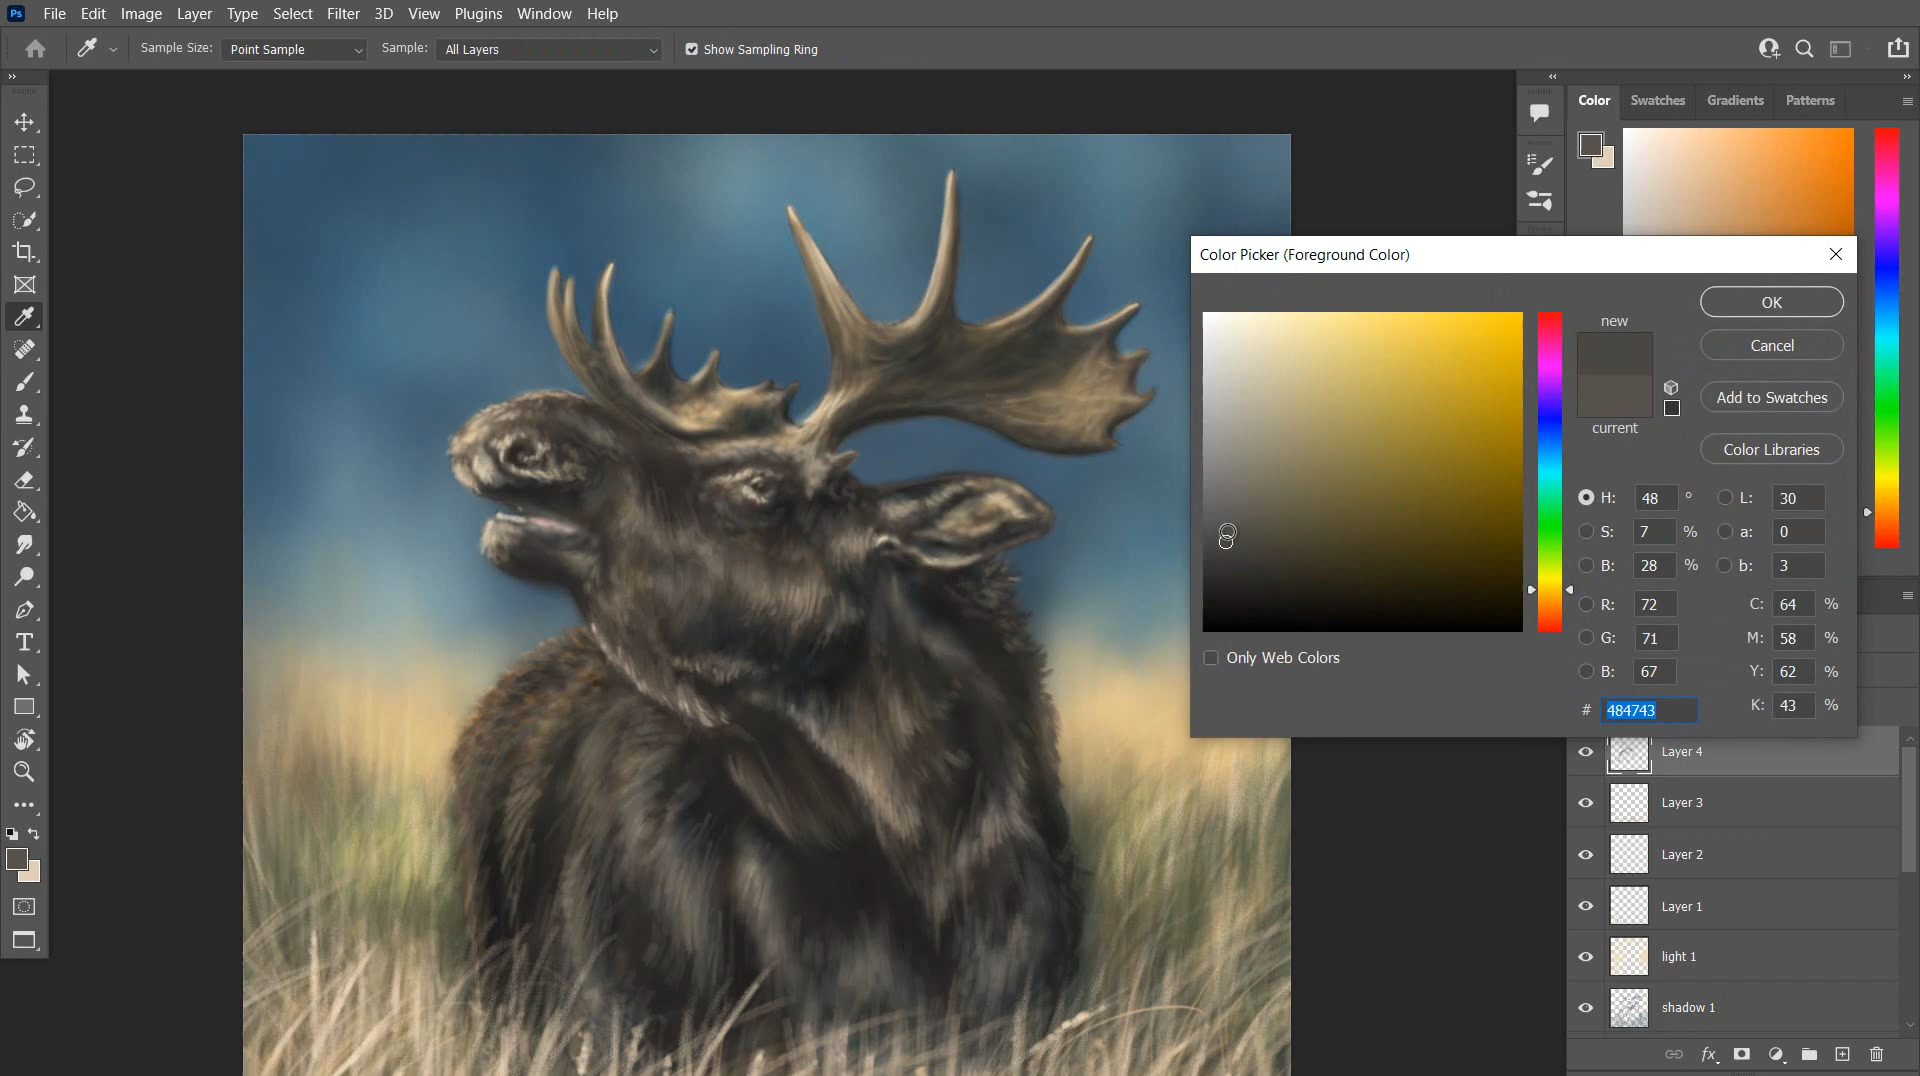 Ps File Edit Image Layer Type Select Filter 3D View Plugins Window Help
Sample Size: Point Sample Sample: All Layers Show Sampling Ring
Color Swatches Gradients Patterns
Color Picker (Foreground Color)
new
current
OK
Cancel
Add to Swatches
Color Libraries
H: 48 ° L: 30
S: 7 % a: 0
B: 28 % b: 3
R: 72 C: 64 %
G: 71 M: 58 %
B: 67 Y: 62 %
# 484743 K: 43 %
Only Web Colors
Layer 4
Layer 3
Layer 2
Layer 1
light 1
shadow 1
fx